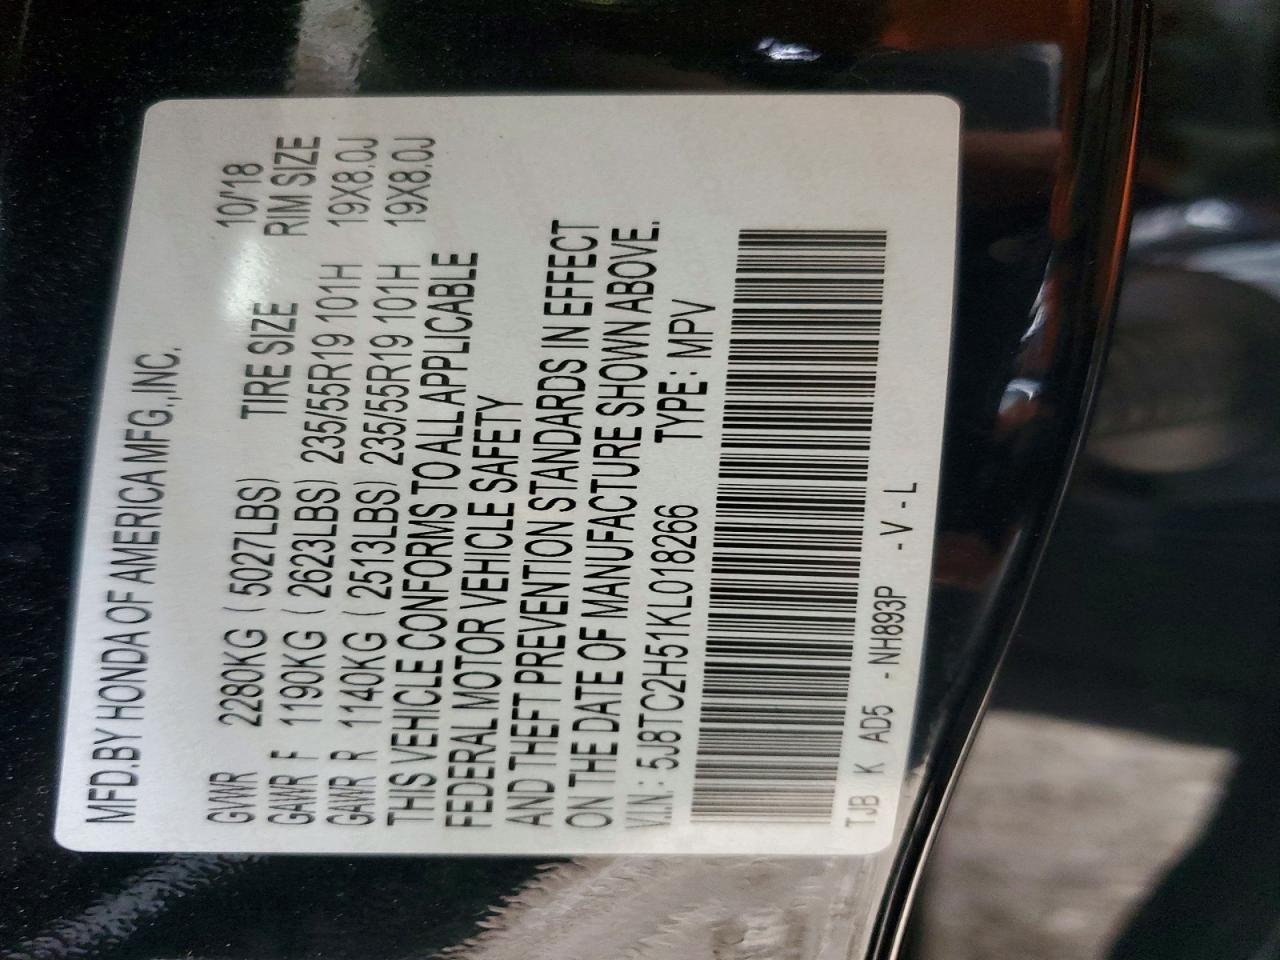 MFD.BY HONDA OF AMERICA MFG.,INC. 10/'18
GVWR 2280KG ( 5027LBS) TIRE SIZE RIM SIZE
GAWR F 1190KG ( 2623LBS) 235/55R19 101H 19X8.0J
GAWR R 1140KG ( 2513LBS) 235/55R19 101H 19X8.0J
THIS VEHICLE CONFORMS TO ALL APPLICABLE
FEDERAL MOTOR VEHICLE SAFETY
AND THEFT PREVENTION STANDARDS IN EFFECT
ON THE DATE OF MANUFACTURE SHOWN ABOVE.
V.I.N.: 5J8TC2H51KL018266 TYPE: MPV
TJB K AD5 - NH893P - V - L